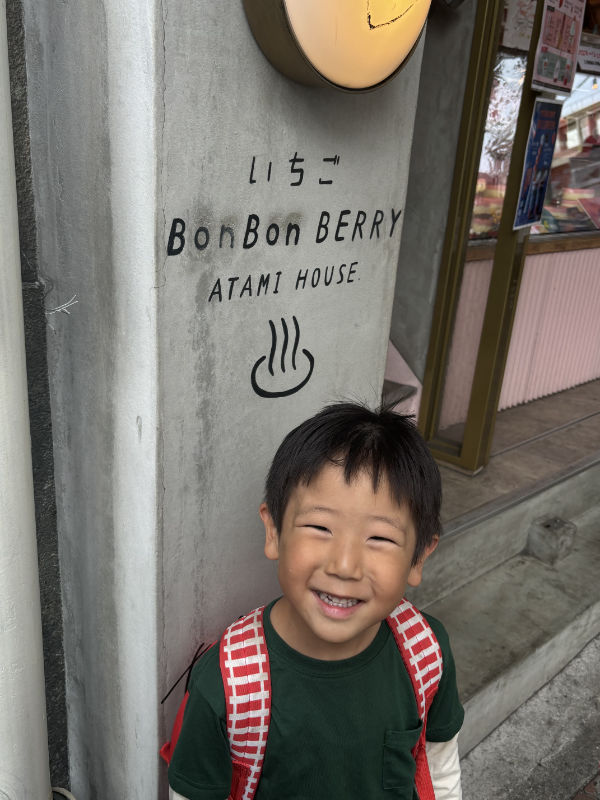 いちご
BonBon BERRY
ATAMI HOUSE.